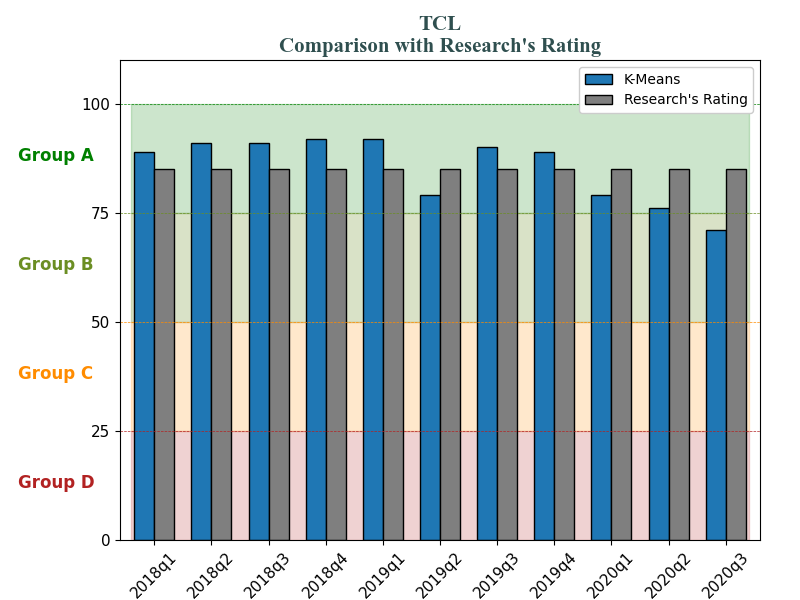 TCL
Comparison with Research's Rating
K-Means
Research's Rating
100
Group A
75
Group B
50
Group C
25
Group D
0
2018q1
2018q2
2018q3
2018q4
2019q1
2019q2
2019q3
2019q4
2020q1
2020q2
2020q3